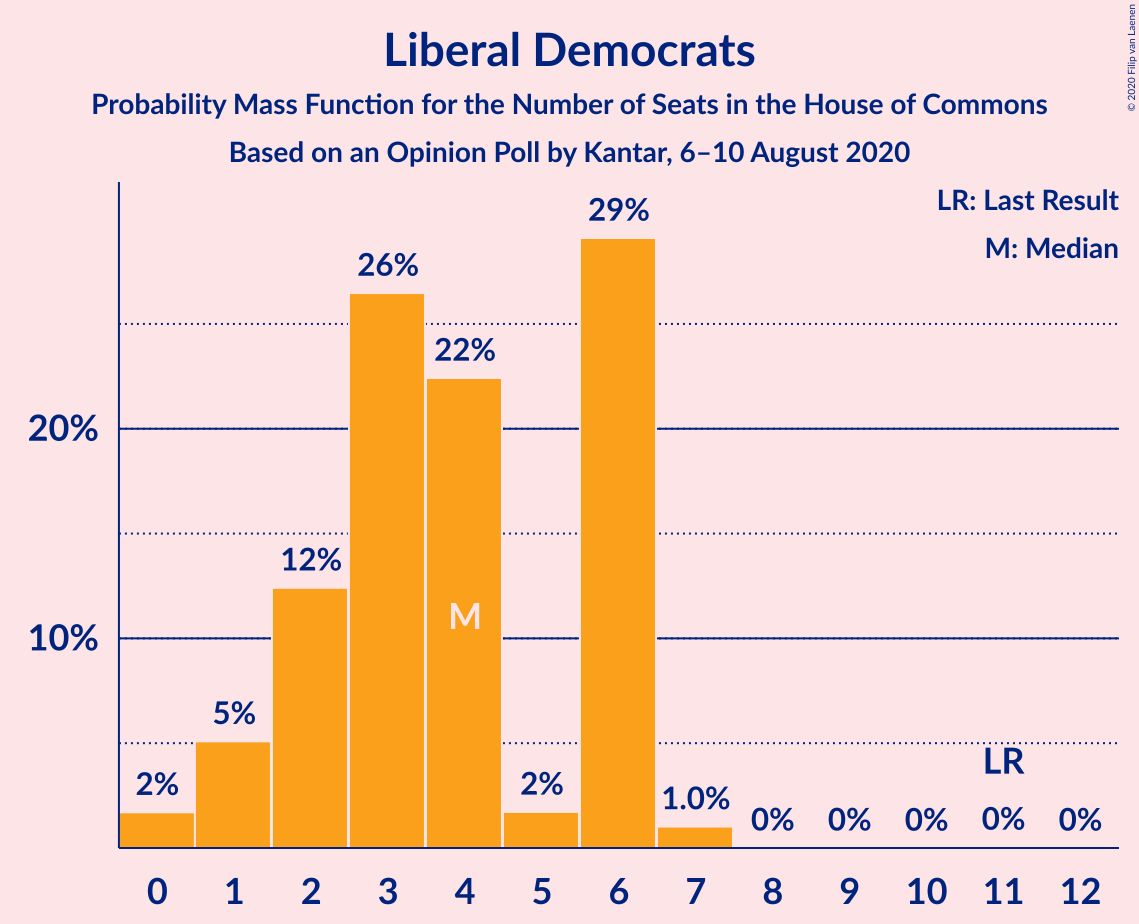 Liberal Democrats
Probability Mass Function for the Number of Seats in the House of Commons
Based on an Opinion Poll by Kantar, 6–10 August 2020
© 2020 Filip van Laenen
LR: Last Result
M: Median
29%
26%
22%
20%
12%
M
10%
5%
LR
2%
2%
1.0%
0%
0%
0%
0%
0%
0 1 2 3 4 5 6 7 8 9 10 11 12